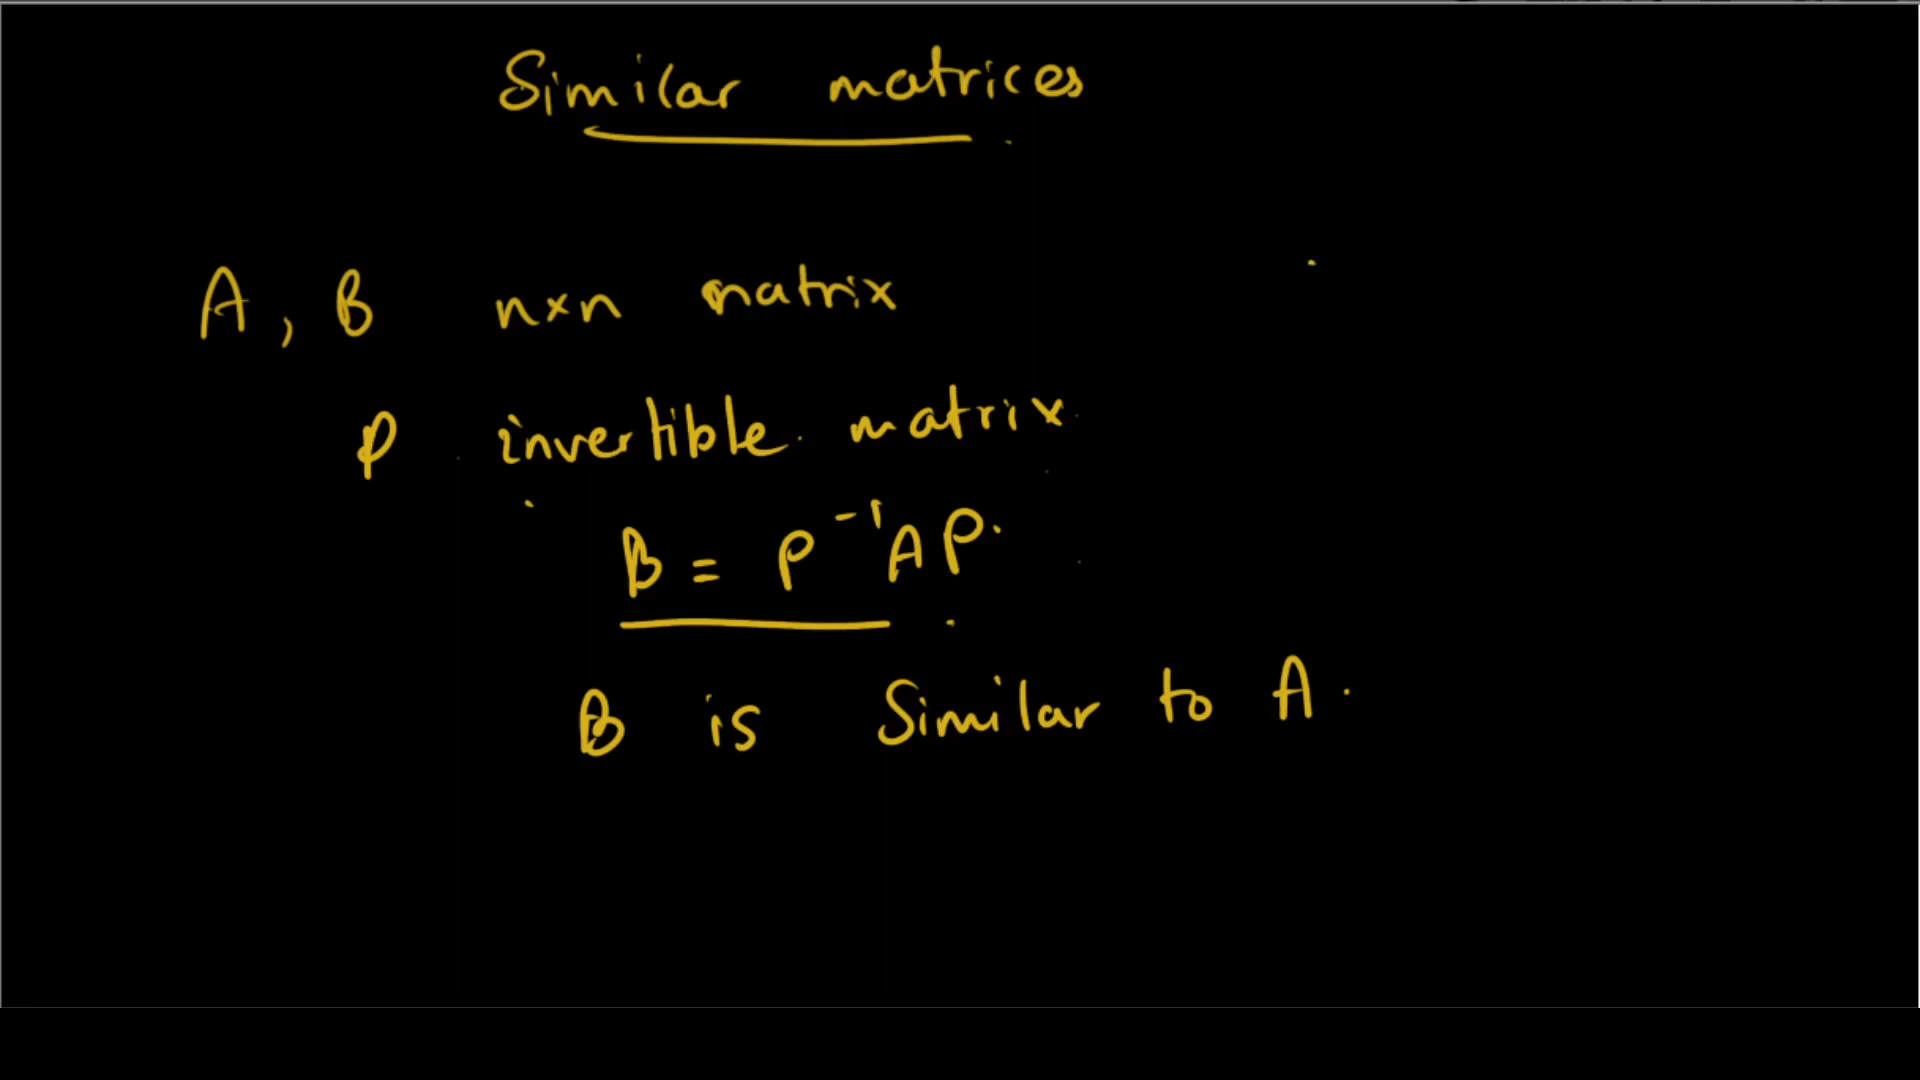 Similar matrices
A, B n×n matrix
P invertible matrix
B = P⁻¹AP.
B is Similar to A.